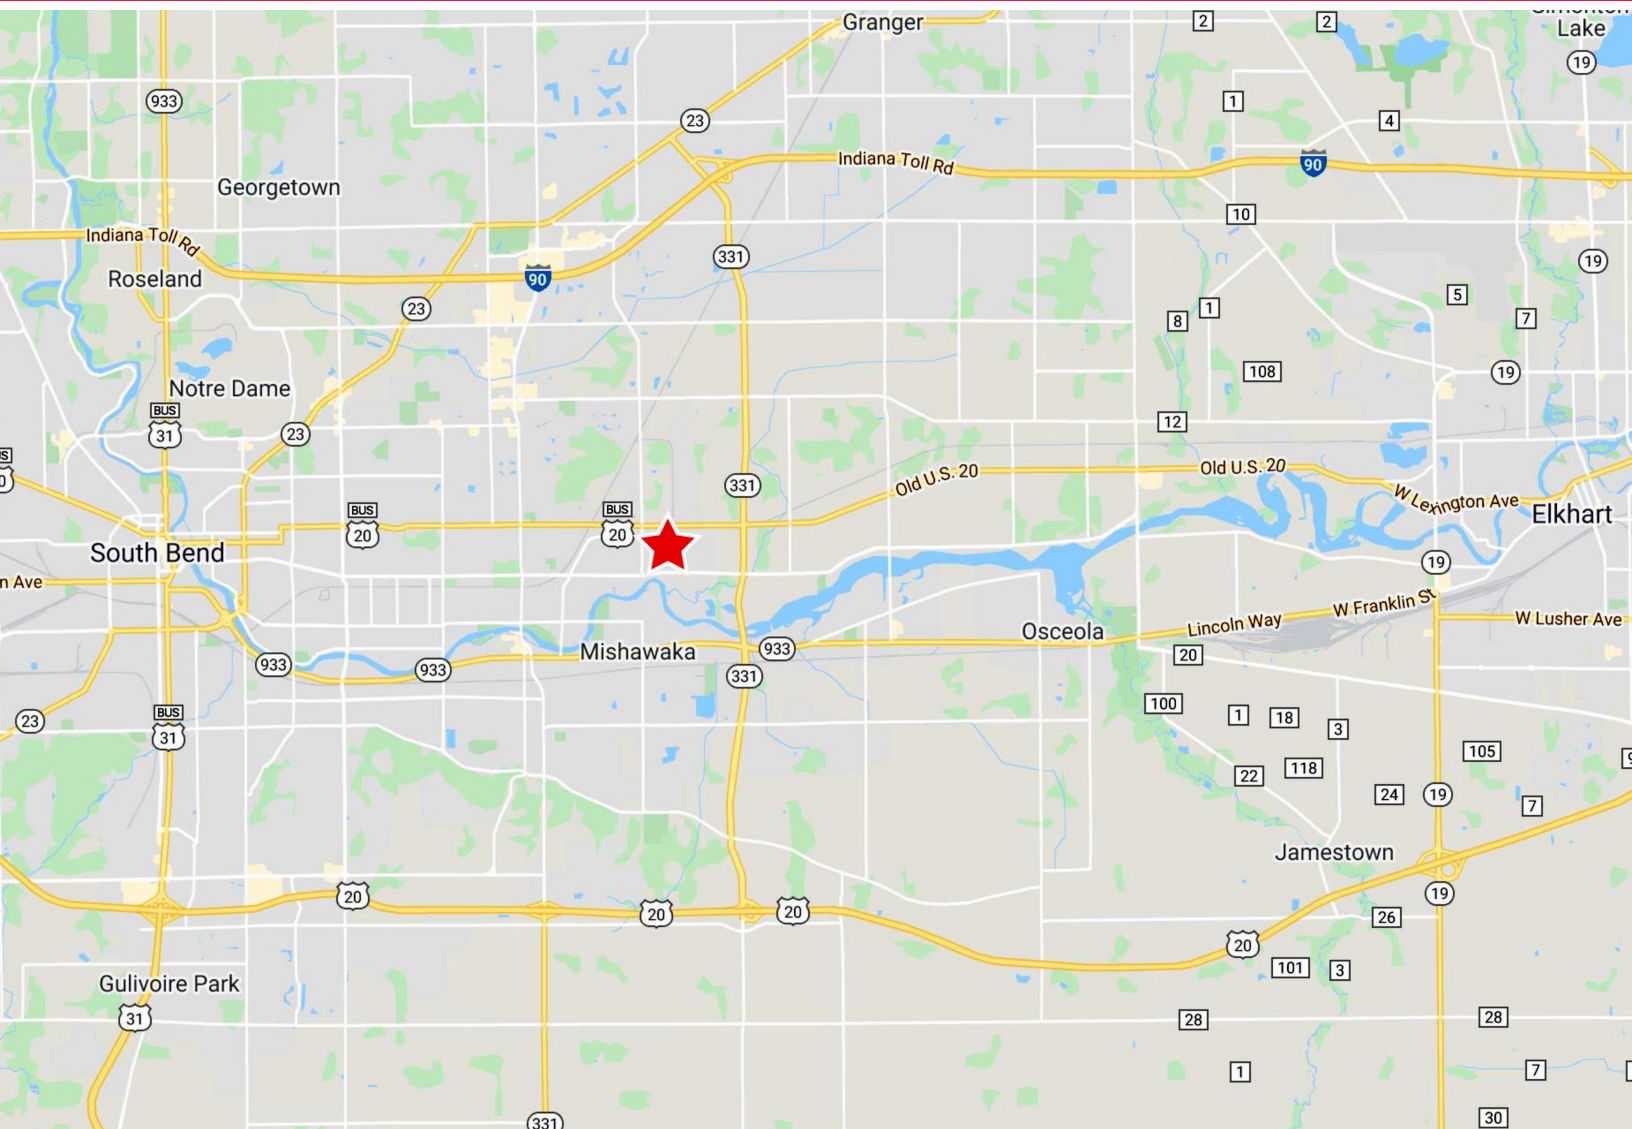 Granger
2
2
Lake
19
933
1
4
23
Indiana Toll Rd
90
Georgetown
10
Indiana Toll Rd
331
19
Roseland
90
5
23
1
7
8
108
19
Notre Dame
BUS
31
12
23
Old U.S. 20
Old U.S. 20
331
W Lexington Ave
BUS
20
BUS
20
Elkhart
South Bend
19
n Ave
W Franklin St
Lincoln Way
W Lusher Ave
Osceola
Mishawaka
933
20
933
933
331
100
1
18
3
23
BUS
31
105
118
22
24
19
7
Jamestown
20
19
20
20
26
20
101
3
Gulivoire Park
31
28
28
1
7
30
331